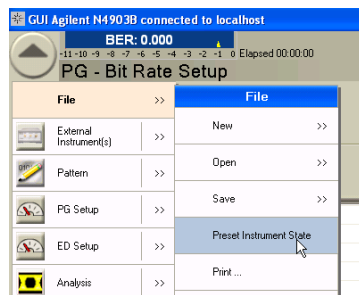 GUI Agilent N4903B connected to localhost
BER: 0.000
-11 -10 -9 -8 -7 -6 -5 -4 -3 -2 -1 0 Elapsed 00:00:00
PG - Bit Rate Setup
File >>
External Instrument(s) >>
Pattern >>
PG Setup >>
ED Setup >>
Analysis >>
File
New >>
Open >>
Save >>
Preset Instrument State
Print ...